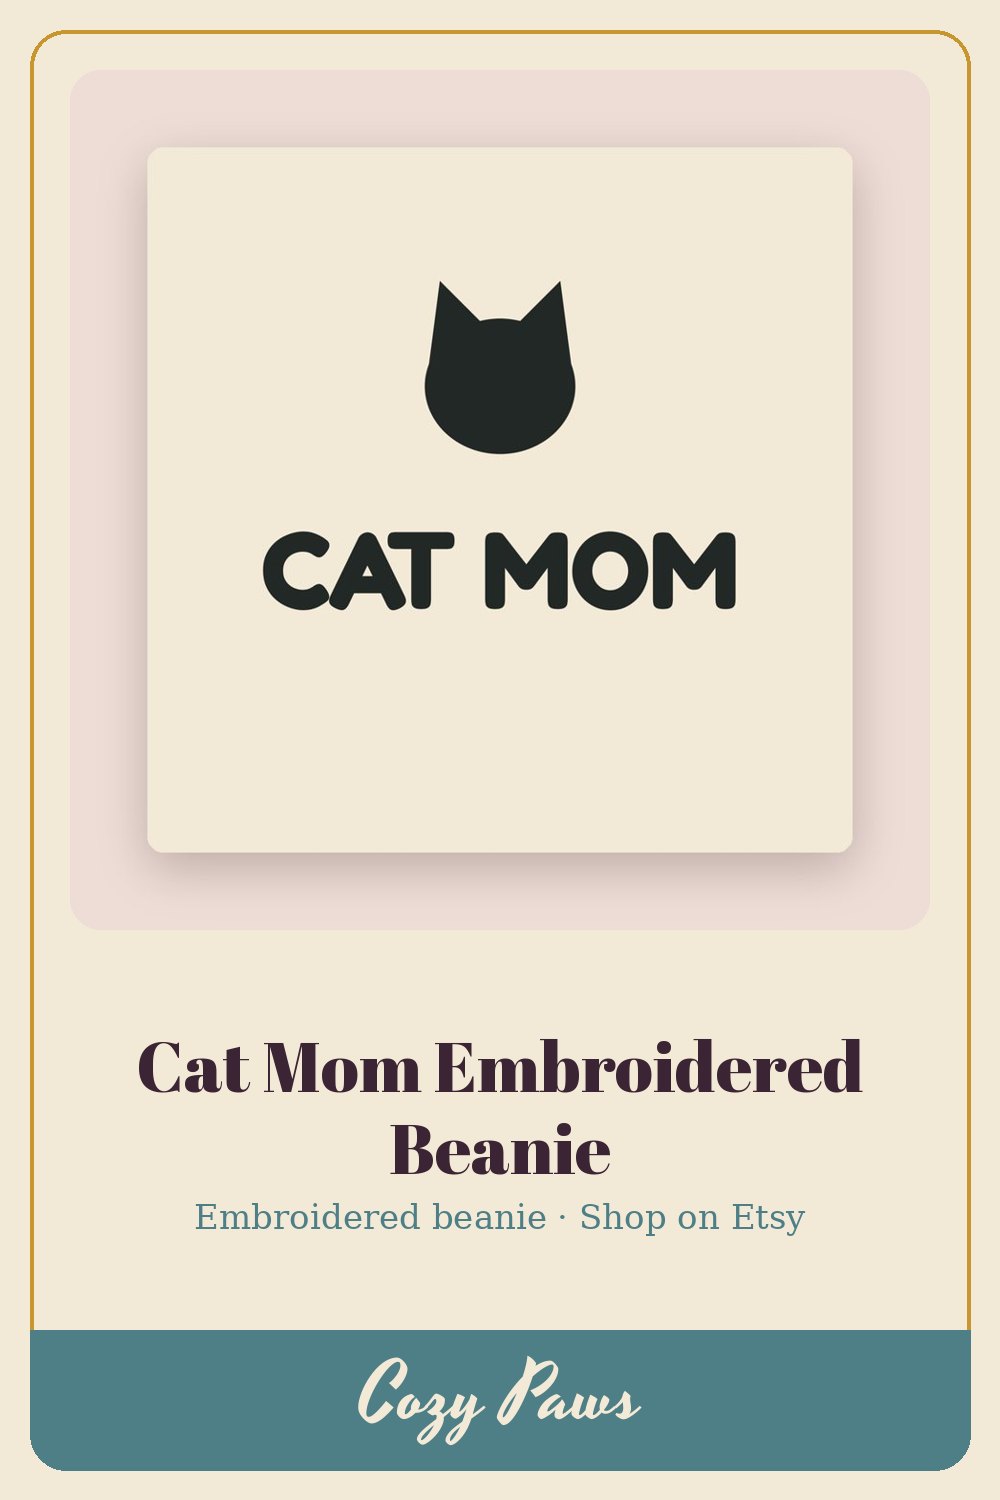 CAT MOM
Cat Mom Embroidered
Beanie
Embroidered beanie · Shop on Etsy
Cozy Paws